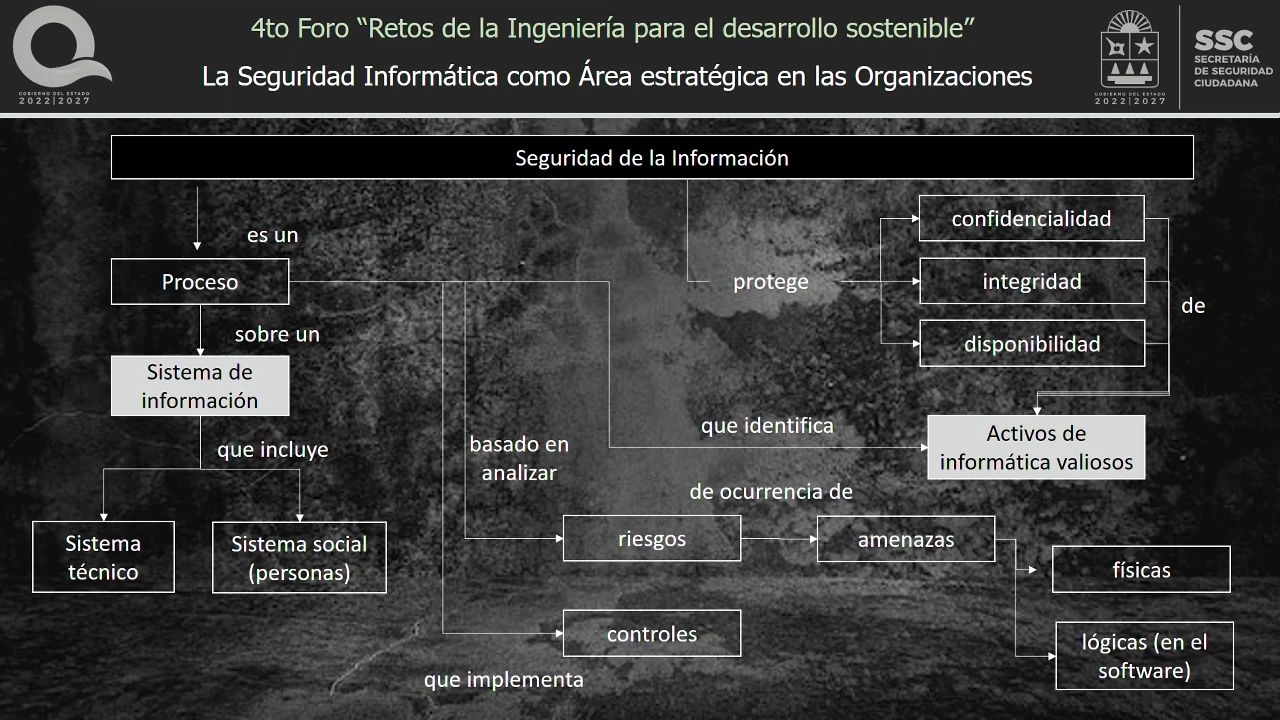 4to Foro “Retos de la Ingeniería para el desarrollo sostenible”
La Seguridad Informática como Área estratégica en las Organizaciones
GOBIERNO DEL ESTADO
2022|2027
GOBIERNO DEL ESTADO
2022|2027
SSC
SECRETARÍA
DE SEGURIDAD
CIUDADANA
Seguridad de la Información
es un
Proceso
sobre un
Sistema de
información
que incluye
Sistema
técnico
Sistema social
(personas)
protege
confidencialidad
integridad
disponibilidad
de
que identifica
Activos de
informática valiosos
basado en
analizar
de ocurrencia de
riesgos
amenazas
físicas
lógicas (en el
software)
controles
que implementa